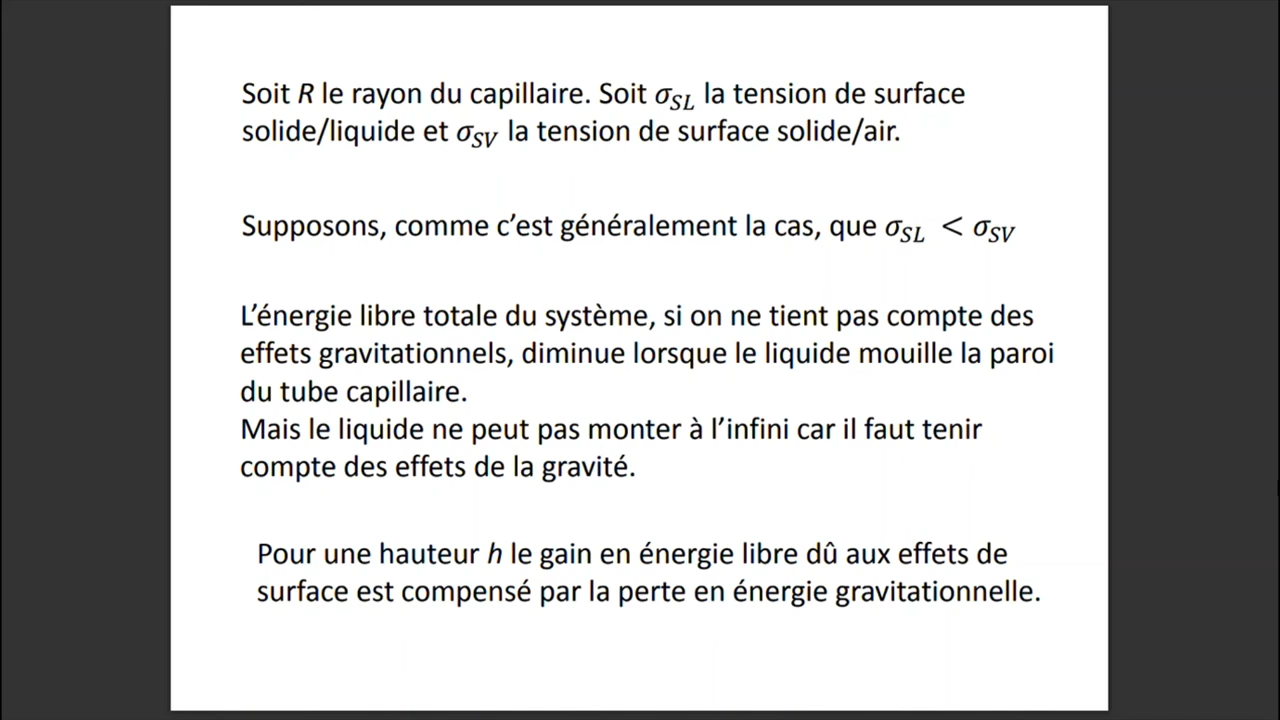 Soit R le rayon du capillaire. Soit σ_SL la tension de surface
solide/liquide et σ_SV la tension de surface solide/air.
Supposons, comme c’est généralement la cas, que σ_SL < σ_SV
L’énergie libre totale du système, si on ne tient pas compte des
effets gravitationnels, diminue lorsque le liquide mouille la paroi
du tube capillaire.
Mais le liquide ne peut pas monter à l’infini car il faut tenir
compte des effets de la gravité.
Pour une hauteur h le gain en énergie libre dû aux effets de
surface est compensé par la perte en énergie gravitationnelle.